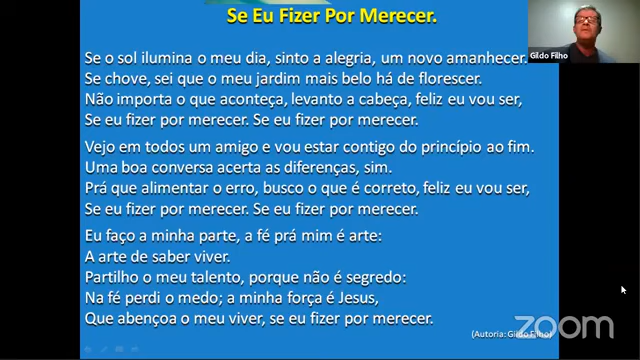 Se Eu Fizer Por Merecer.
Gildo Filho
Se o sol ilumina o meu dia, sinto a alegria, um novo amanhecer.
Se chove, sei que o meu jardim mais belo há de florescer.
Não importa o que aconteça, levanto a cabeça, feliz eu vou ser,
Se eu fizer por merecer. Se eu fizer por merecer.
Vejo em todos um amigo e vou estar contigo do princípio ao fim.
Uma boa conversa acerta as diferenças, sim.
Prá que alimentar o erro, busco o que é correto, feliz eu vou ser,
Se eu fizer por merecer. Se eu fizer por merecer.
Eu faço a minha parte, a fé prá mim é arte:
A arte de saber viver.
Partilho o meu talento, porque não é segredo:
Na fé perdi o medo; a minha força é Jesus,
Que abençoa o meu viver, se eu fizer por merecer.
zoom
(Autoria: Gildo Filho)